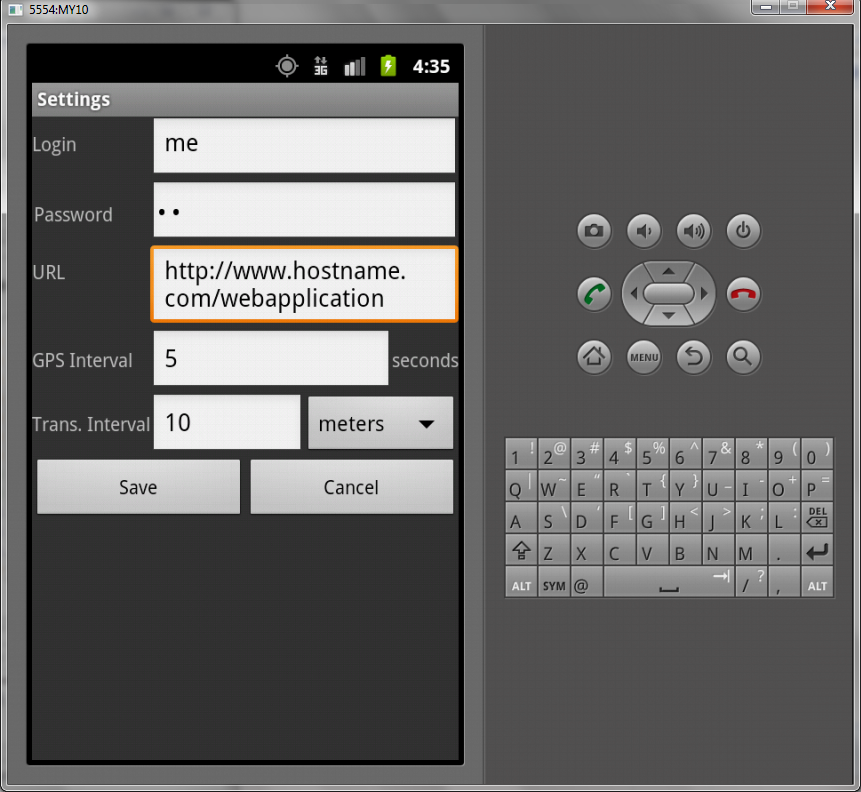 5554:MY10
3G 4:35
Settings
Login me
Password ••
URL http://www.hostname.
com/webapplication
GPS Interval 5 seconds
Trans. Interval 10 meters
Save Cancel
MENU
1 ! 2 @ 3 # 4 $ 5 % 6 ^ 7 & 8 * 9 ( 0 )
Q | W ~ E " R ` T { Y } U _ I - O + P =
A S \ D ' F [ G ] H < J > K ; L : DEL
Z X C V B N M .
ALT SYM @ / ? , ALT